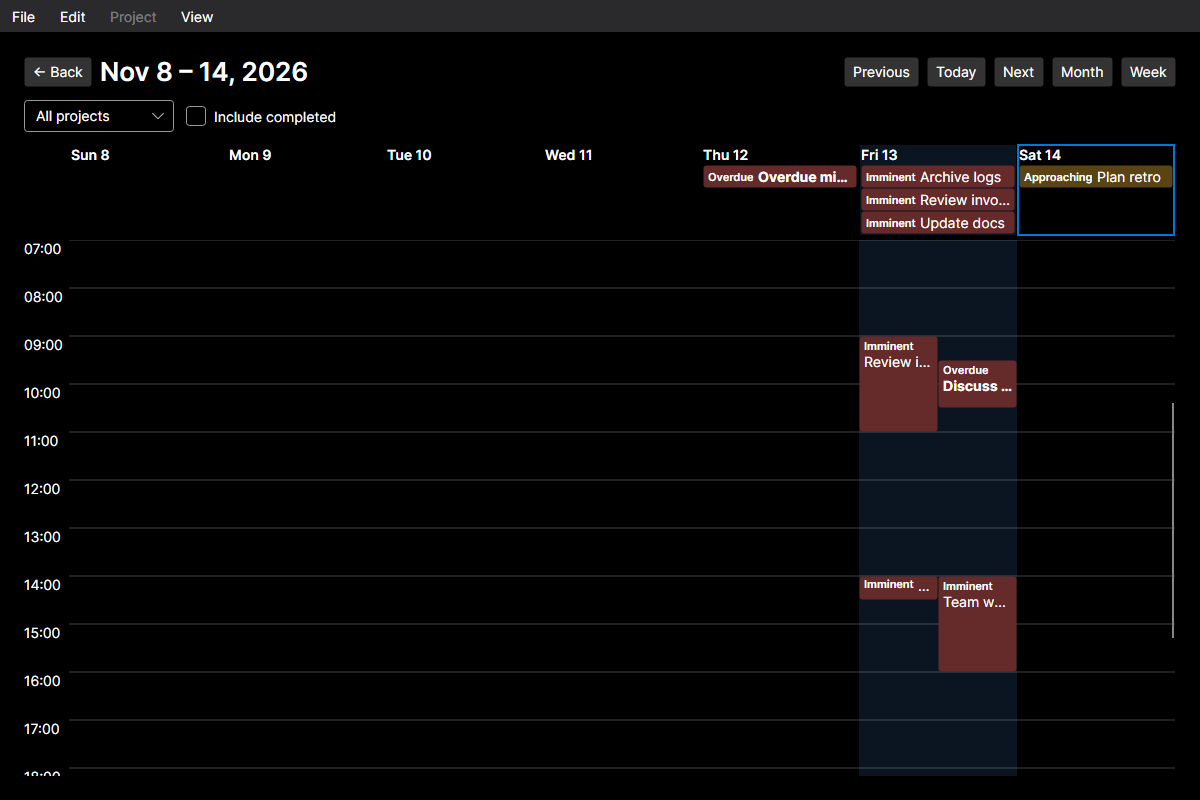 File Edit Project View
← Back Nov 8 – 14, 2026 Previous Today Next Month Week
All projects Include completed
Sun 8 Mon 9 Tue 10 Wed 11 Thu 12 Fri 13 Sat 14
Overdue Overdue mi... Imminent Archive logs Approaching Plan retro
Imminent Review invo...
Imminent Update docs
07:00
08:00
09:00
Imminent
Review i...
Overdue
Discuss ...
10:00
11:00
12:00
13:00
14:00
Imminent ...
Imminent
Team w...
15:00
16:00
17:00
18:00